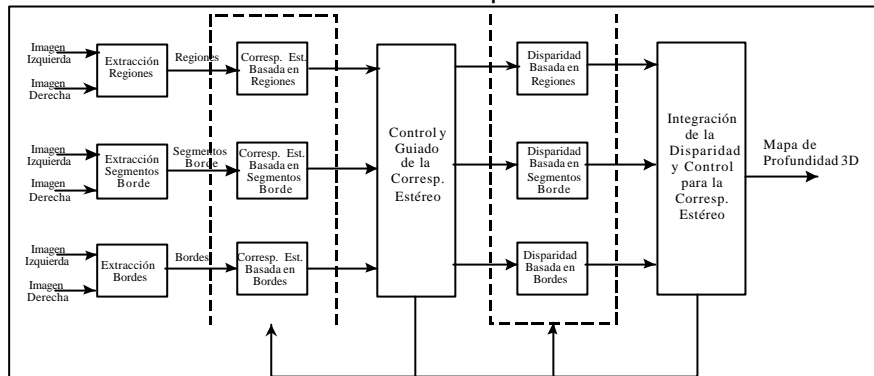 Imagen
Izquierda
Imagen
Derecha
Extracción
Regiones
Regiones
Corresp. Est.
Basada en
Regiones
Imagen
Izquierda
Imagen
Derecha
Extracción
Segmentos
Borde
Segmentos
Borde
Corresp. Est.
Basada en
Segmentos
Borde
Imagen
Izquierda
Imagen
Derecha
Extracción
Bordes
Bordes
Corresp. Est.
Basada en
Bordes
Control y
Guiado
de la
Corresp.
Estéreo
Disparidad
Basada en
Regiones
Disparidad
Basada en
Segmentos
Borde
Disparidad
Basada en
Bordes
Integración
de la
Disparidad
y Control
para la
Corresp.
Estéreo
Mapa de
Profundidad 3D